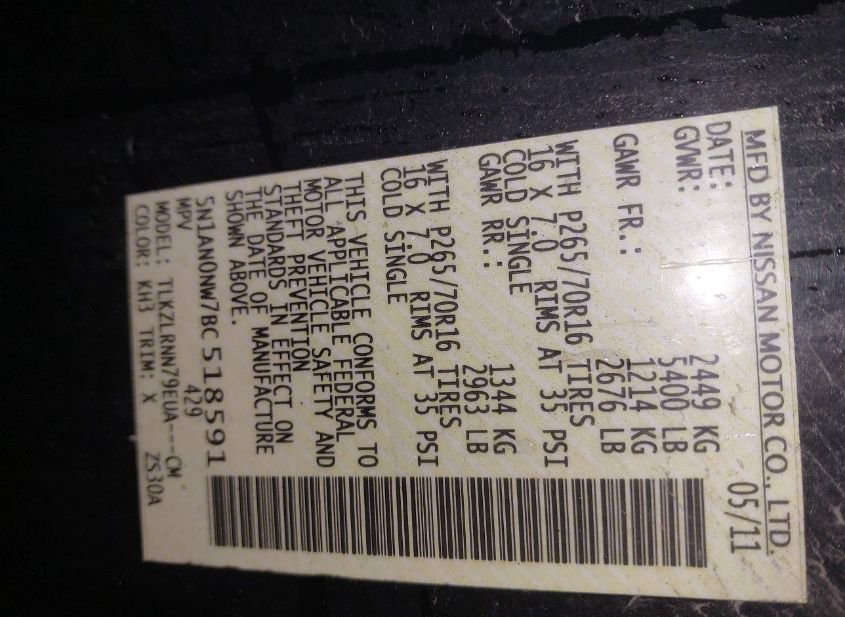 MFD BY NISSAN MOTOR CO., LTD.
DATE: 05/11
GVWR: 2449 KG
5400 LB
GAWR FR.: 1214 KG
2676 LB
WITH P265/70R16 TIRES
16 X 7.0 RIMS AT 35 PSI
COLD SINGLE
GAWR RR.: 1344 KG
2963 LB
WITH P265/70R16 TIRES
16 X 7.0 RIMS AT 35 PSI
COLD SINGLE
THIS VEHICLE CONFORMS TO
ALL APPLICABLE FEDERAL
MOTOR VEHICLE SAFETY AND
THEFT PREVENTION
STANDARDS IN EFFECT ON
THE DATE OF MANUFACTURE
SHOWN ABOVE.
5N1AN0NW7BC518591
MPV 429
MODEL: TLKZLRNN79EUA---CM
COLOR: KH3 TRIM: X ZS30A